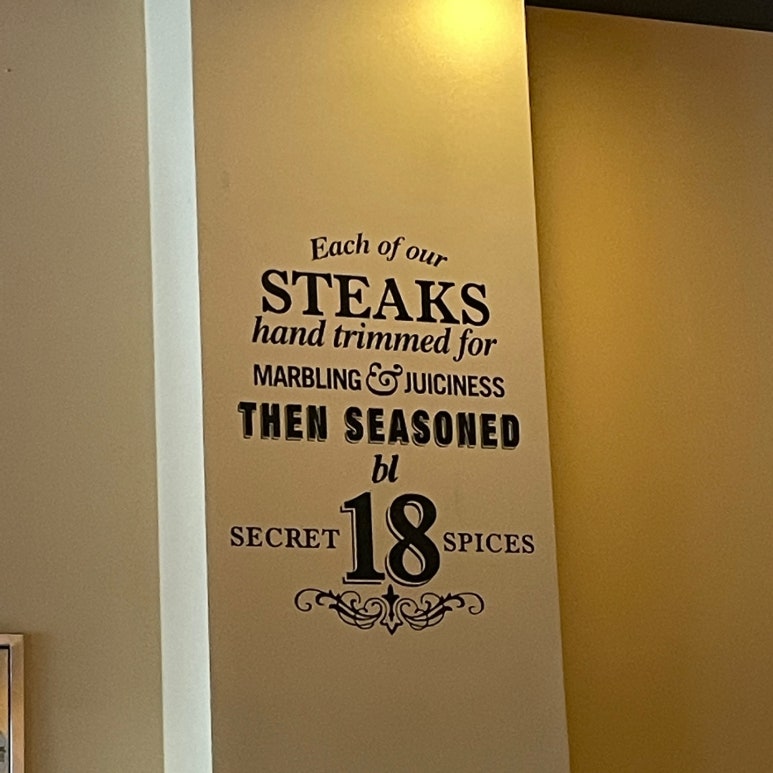 Each of our
STEAKS
hand trimmed for
MARBLING & JUICINESS
THEN SEASONED
bl
SECRET 18 SPICES